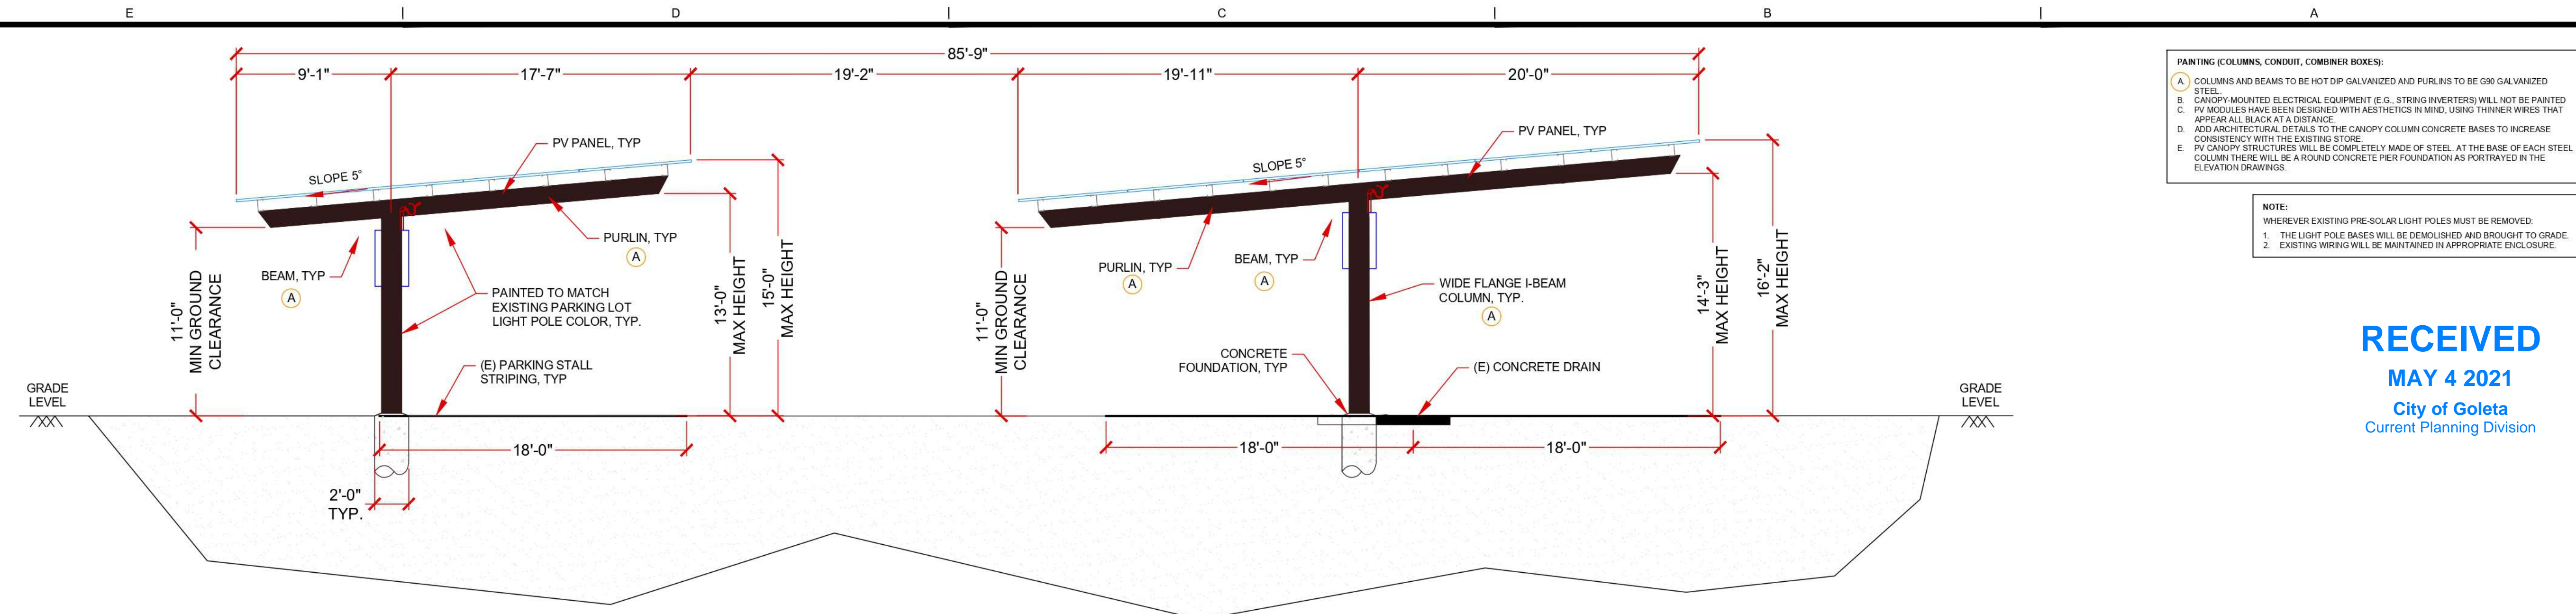 E D C B A
85'-9"
9'-1" 17'-7" 19'-2" 19'-11" 20'-0"
SLOPE 5°
PV PANEL, TYP
PURLIN, TYP
A
BEAM, TYP
A
PAINTED TO MATCH
EXISTING PARKING LOT
LIGHT POLE COLOR, TYP.
(E) PARKING STALL
STRIPING, TYP
11'-0"
MIN GROUND
CLEARANCE
13'-0"
MAX HEIGHT
15'-0"
MAX HEIGHT
GRADE
LEVEL
18'-0"
2'-0"
TYP.
SLOPE 5°
PV PANEL, TYP
PURLIN, TYP
A
BEAM, TYP
A
WIDE FLANGE I-BEAM
COLUMN, TYP.
A
CONCRETE
FOUNDATION, TYP
(E) CONCRETE DRAIN
11'-0"
MIN GROUND
CLEARANCE
14'-3"
MAX HEIGHT
16'-2"
MAX HEIGHT
GRADE
LEVEL
18'-0" 18'-0"
PAINTING (COLUMNS, CONDUIT, COMBINER BOXES):
A. COLUMNS AND BEAMS TO BE HOT DIP GALVANIZED AND PURLINS TO BE G90 GALVANIZED
STEEL.
B. CANOPY-MOUNTED ELECTRICAL EQUIPMENT (E.G., STRING INVERTERS) WILL NOT BE PAINTED
C. PV MODULES HAVE BEEN DESIGNED WITH AESTHETICS IN MIND, USING THINNER WIRES THAT
APPEAR ALL BLACK AT A DISTANCE.
D. ADD ARCHITECTURAL DETAILS TO THE CANOPY COLUMN CONCRETE BASES TO INCREASE
CONSISTENCY WITH THE EXISTING STORE.
E. PV CANOPY STRUCTURES WILL BE COMPLETELY MADE OF STEEL. AT THE BASE OF EACH STEEL
COLUMN THERE WILL BE A ROUND CONCRETE PIER FOUNDATION AS PORTRAYED IN THE
ELEVATION DRAWINGS.
NOTE:
WHEREVER EXISTING PRE-SOLAR LIGHT POLES MUST BE REMOVED:
1. THE LIGHT POLE BASES WILL BE DEMOLISHED AND BROUGHT TO GRADE.
2. EXISTING WIRING WILL BE MAINTAINED IN APPROPRIATE ENCLOSURE.
RECEIVED
MAY 4 2021
City of Goleta
Current Planning Division